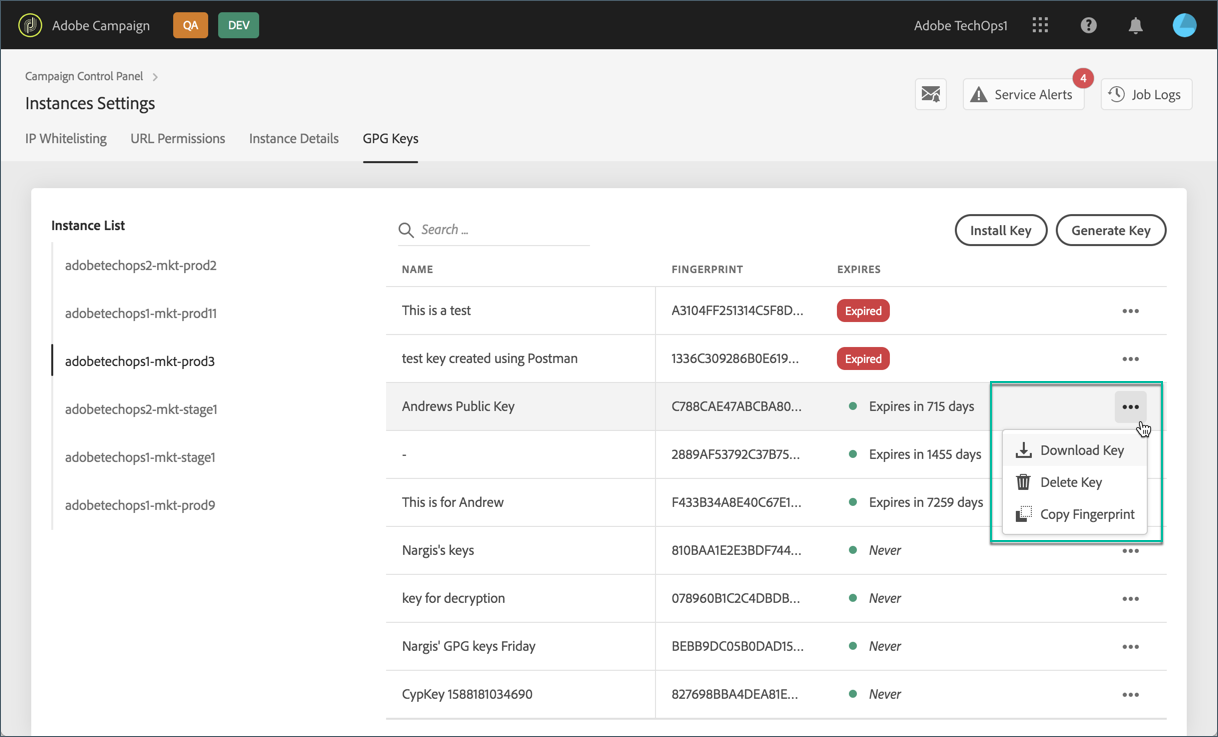 Adobe Campaign QA DEV Adobe TechOps1
Campaign Control Panel
Instances Settings
4
Service Alerts Job Logs
IP Whitelisting URL Permissions Instance Details GPG Keys
Instance List
adobetechops2-mkt-prod2
adobetechops1-mkt-prod11
adobetechops1-mkt-prod3
adobetechops2-mkt-stage1
adobetechops1-mkt-stage1
adobetechops1-mkt-prod9
Search ...
Install Key Generate Key
NAME FINGERPRINT EXPIRES
This is a test A3104FF251314C5F8D... Expired
test key created using Postman 1336C309286B0E619... Expired
Andrews Public Key C788CAE47ABCBA80... Expires in 715 days
- 2889AF53792C37B75... Expires in 1455 days
This is for Andrew F433B34A8E40C67E1... Expires in 7259 days
Download Key
Delete Key
Copy Fingerprint
Nargis's keys 810BAA1E2E3BDF744... Never
key for decryption 078960B1C2C4DBDB... Never
Nargis' GPG keys Friday BEBB9DC05B0DAD15... Never
CypKey 1588181034690 827698BBA4DEA81E... Never